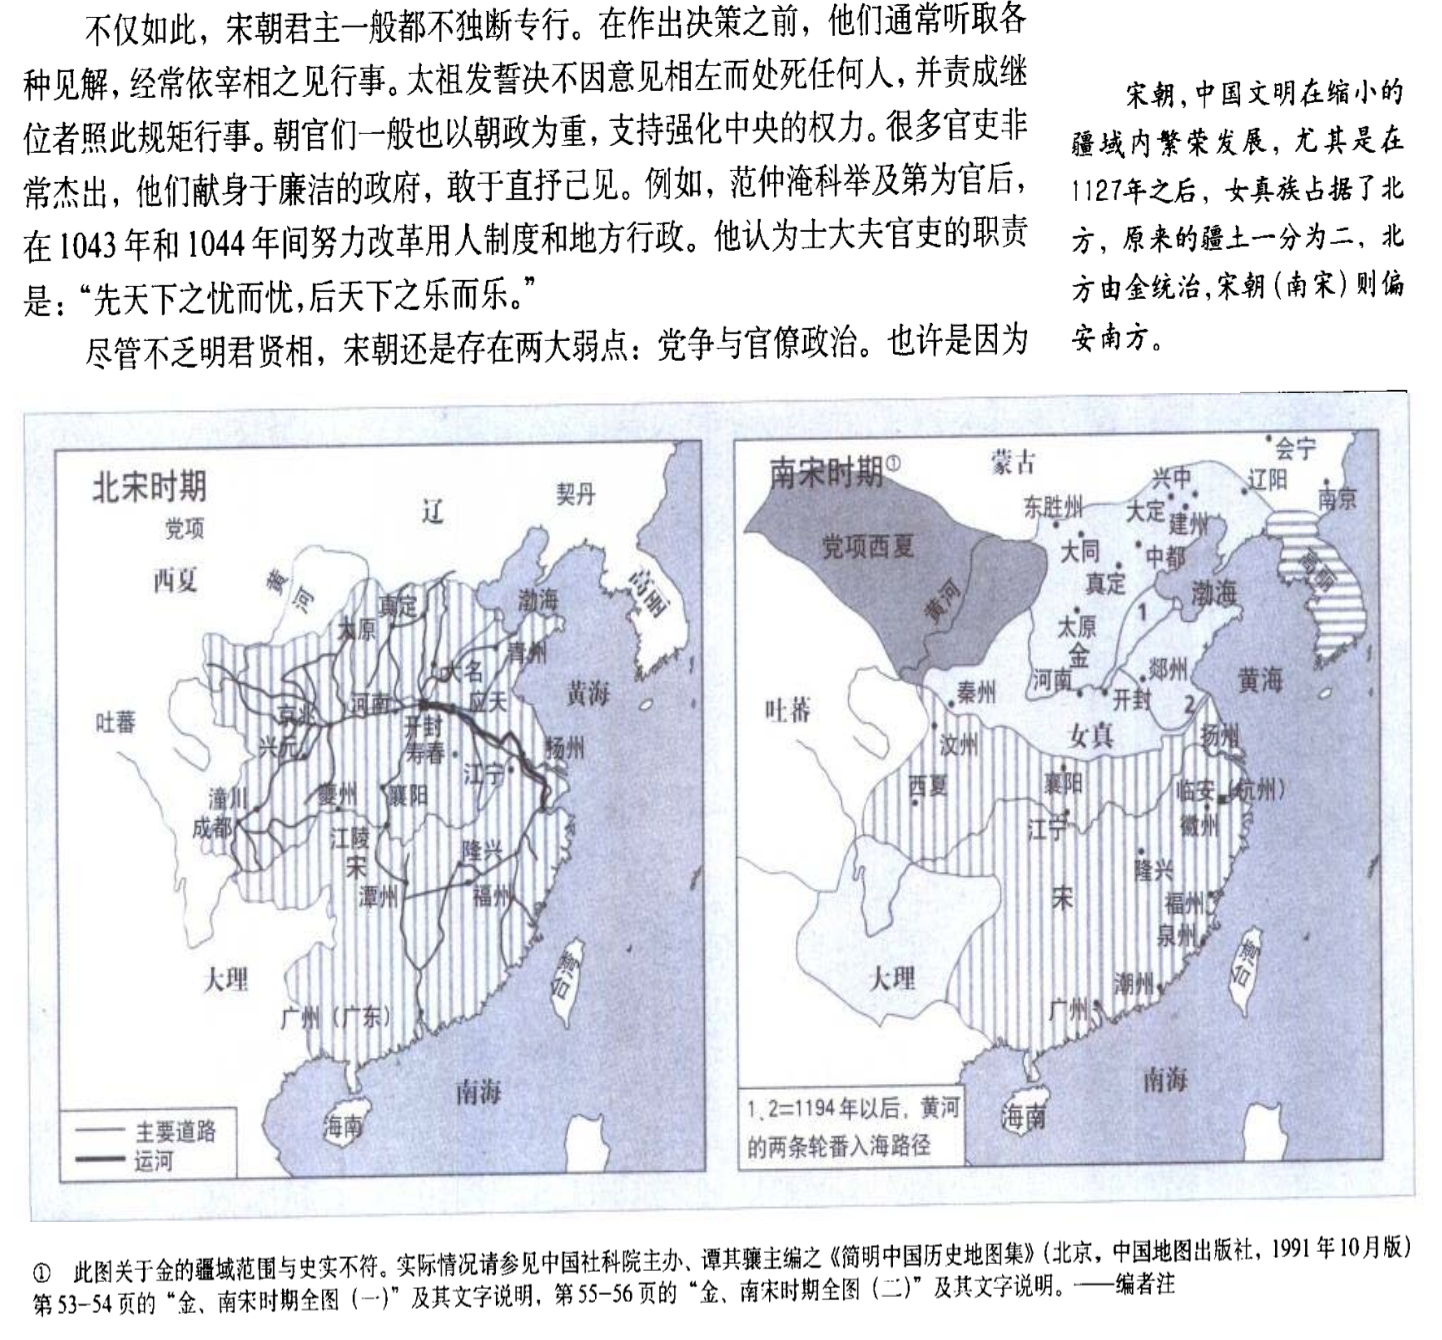 不仅如此，宋朝君主一般都不独断专行。在作出决策之前，他们通常听取各
种见解，经常依宰相之见行事。太祖发誓决不因意见相左而处死任何人，并责成继
位者照此规矩行事。朝官们一般也以朝政为重，支持强化中央的权力。很多官吏非
常杰出，他们献身于廉洁的政府，敢于直抒己见。例如，范仲淹科举及第为官后，
在1043年和1044年间努力改革用人制度和地方行政。他认为士大夫官吏的职责
是：“先天下之忧而忧，后天下之乐而乐。”
尽管不乏明君贤相，宋朝还是存在两大弱点：党争与官僚政治。也许是因为
宋朝，中国文明在缩小的
疆域内繁荣发展，尤其是在
1127年之后，女真族占据了北
方，原来的疆土一分为二，北
方由金统治，宋朝（南宋）则偏
安南方。
北宋时期
党项
辽
契丹
西夏
黄河
高丽
渤海
真定
太原
青州
大名
黄海
河南
应天
京兆
吐蕃
开封
兴元
寿春
扬州
江宁
潼川
夔州
襄阳
成都
江陵
隆兴
宋
潭州
福州
大理
台湾
广州（广东）
南海
海南
主要道路
运河
南宋时期①
蒙古
会宁
兴中
辽阳
南京
东胜州
大定
建州
党项西夏
大同
中都
高丽
真定
黄河
渤海
1
太原
金
郯州
河南
黄海
秦州
开封
2
吐蕃
汶州
女真
扬州
西夏
襄阳
临安（杭州）
江宁
徽州
隆兴
宋
福州
泉州
大理
台湾
潮州
广州
南海
海南
1、2=1194年以后，黄河
的两条轮番入海路径
① 此图关于金的疆域范围与史实不符。实际情况请参见中国社科院主办、谭其骧主编之《简明中国历史地图集》（北京，中国地图出版社，1991年10月版）
第53-54页的“金、南宋时期全图（一）”及其文字说明，第55-56页的“金、南宋时期全图（二）”及其文字说明。——编者注